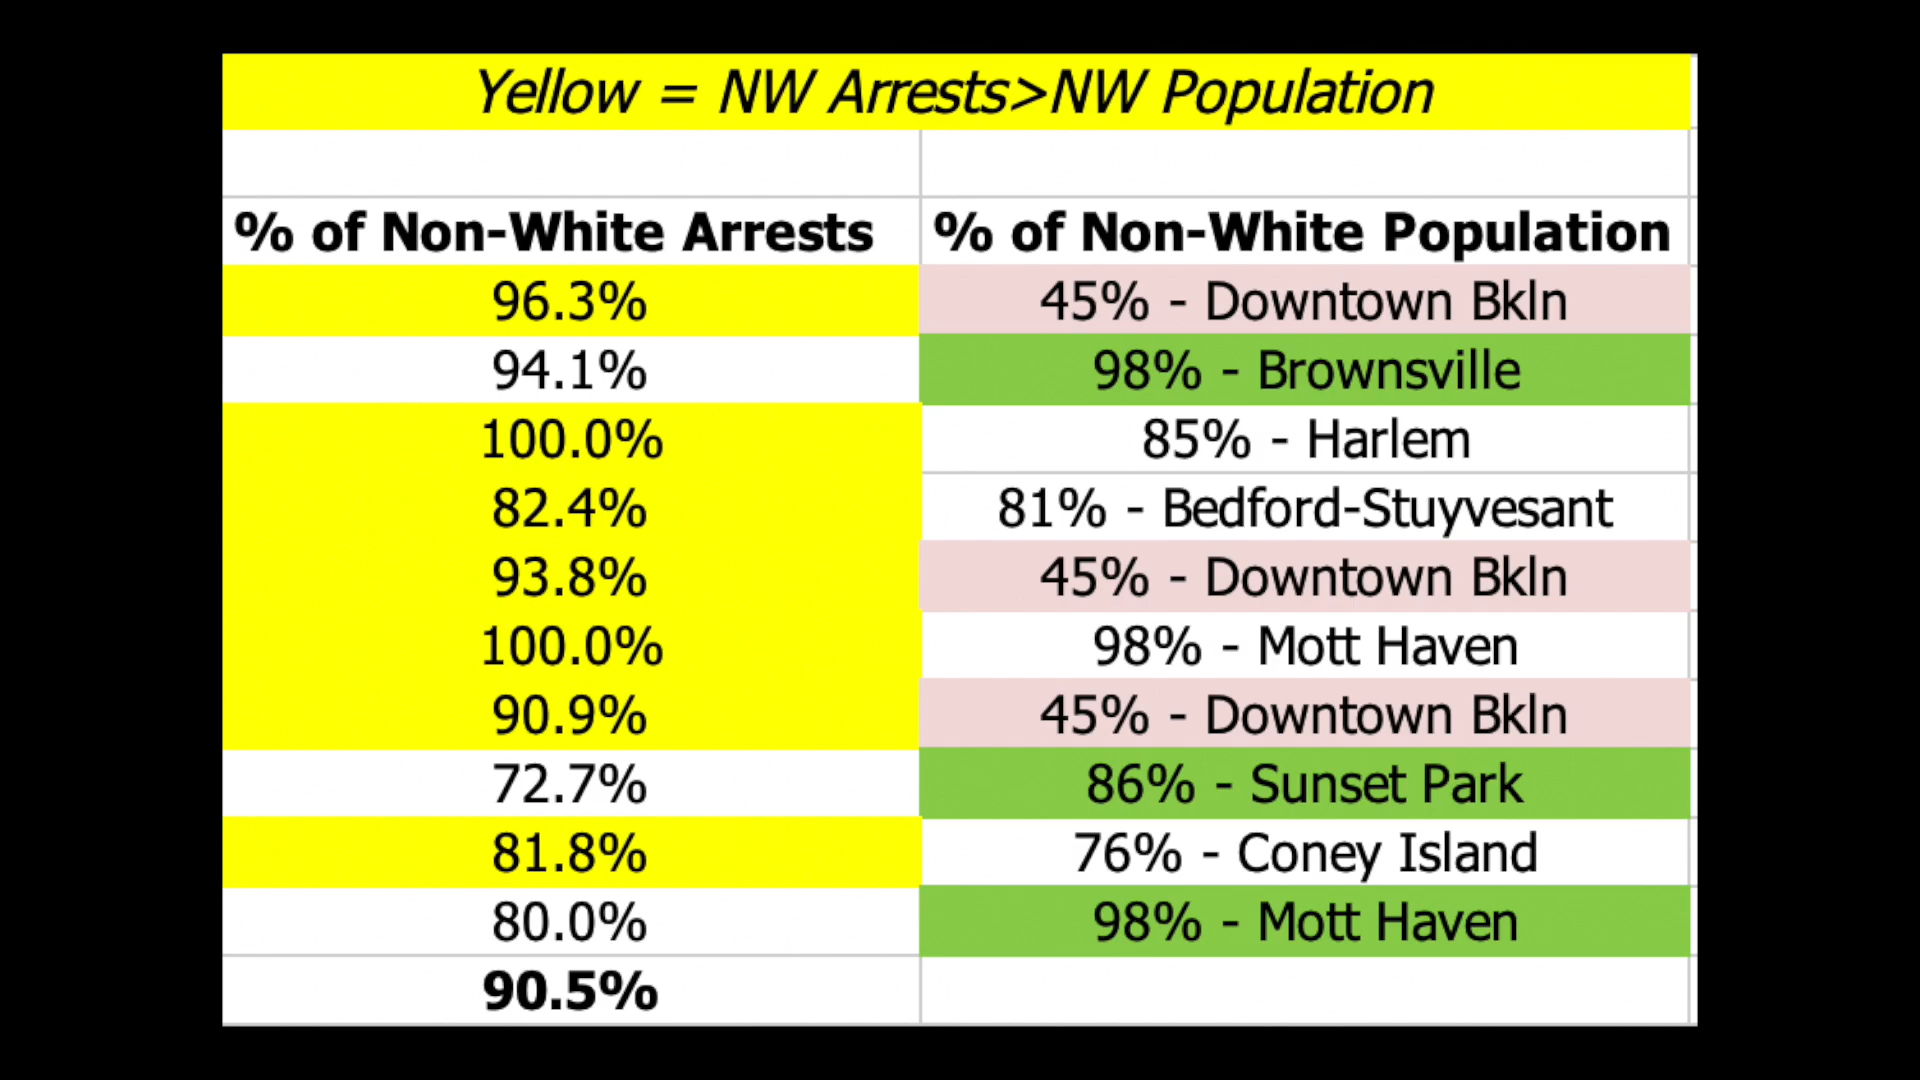 Yellow = NW Arrests>NW Population
% of Non-White Arrests % of Non-White Population
96.3% 45% - Downtown Bkln
94.1% 98% - Brownsville
100.0% 85% - Harlem
82.4% 81% - Bedford-Stuyvesant
93.8% 45% - Downtown Bkln
100.0% 98% - Mott Haven
90.9% 45% - Downtown Bkln
72.7% 86% - Sunset Park
81.8% 76% - Coney Island
80.0% 98% - Mott Haven
90.5%